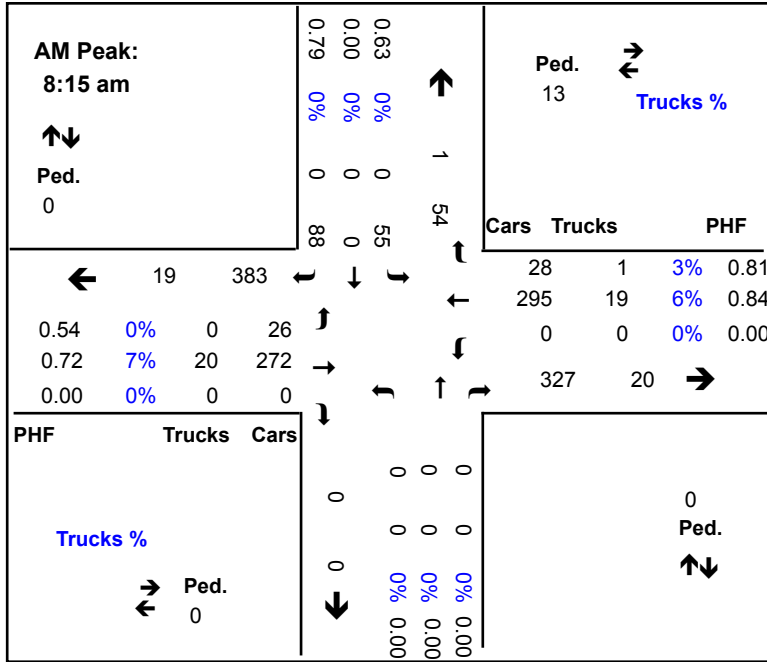 AM Peak:
8:15 am
Ped.
0
0.79 0.00 0.63
0% 0% 0%
0 0 0
88 0 55
1
54
Ped.
13
Trucks %
Cars Trucks PHF
28 1 3% 0.81
295 19 6% 0.84
0 0 0% 0.00
327 20
19 383
0.54 0% 0 26
0.72 7% 20 272
0.00 0% 0 0
PHF Trucks Cars
Trucks %
Ped.
0
0
0
0 0 0
0 0 0
0% 0% 0%
0.00 0.00 0.00
0
Ped.